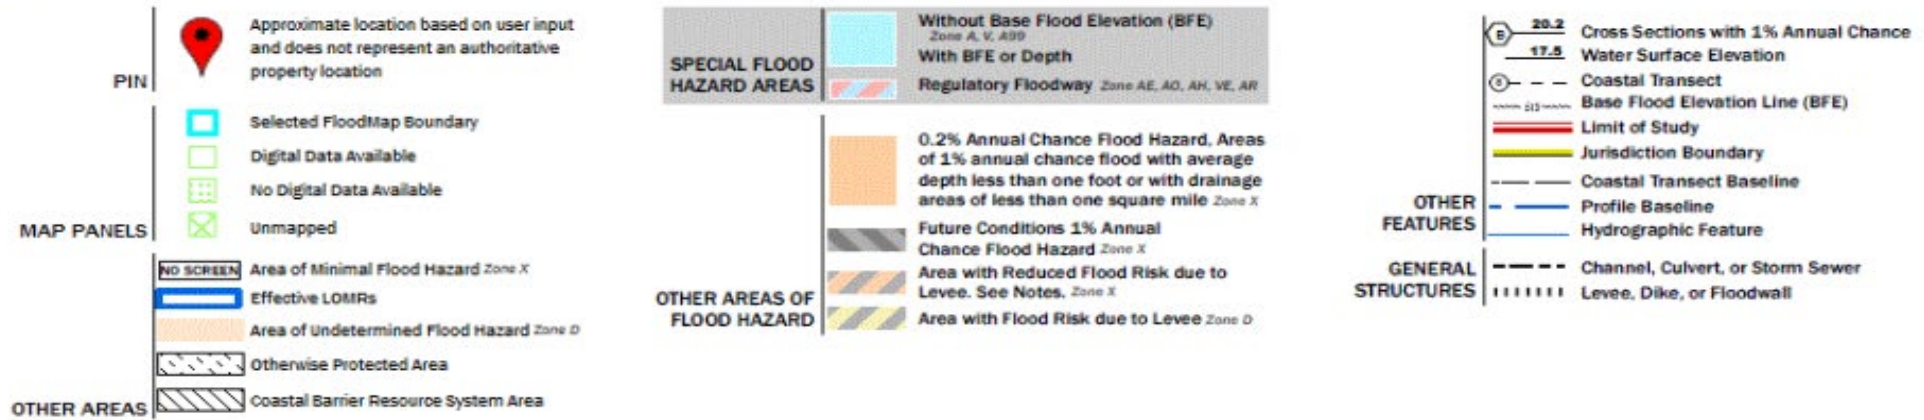 Approximate location based on user input
and does not represent an authoritative
property location
PIN
Selected FloodMap Boundary
Digital Data Available
No Digital Data Available
Unmapped
MAP PANELS
NO SCREEN Area of Minimal Flood Hazard Zone X
Effective LOMRs
Area of Undetermined Flood Hazard Zone D
Otherwise Protected Area
Coastal Barrier Resource System Area
OTHER AREAS
Without Base Flood Elevation (BFE)
Zone A, V, A99
With BFE or Depth
Regulatory Floodway Zone AE, AO, AH, VE, AR
SPECIAL FLOOD
HAZARD AREAS
0.2% Annual Chance Flood Hazard, Areas
of 1% annual chance flood with average
depth less than one foot or with drainage
areas of less than one square mile Zone X
Future Conditions 1% Annual
Chance Flood Hazard Zone X
Area with Reduced Flood Risk due to
Levee. See Notes. Zone X
Area with Flood Risk due to Levee Zone D
OTHER AREAS OF
FLOOD HAZARD
B 20.2 Cross Sections with 1% Annual Chance
17.5 Water Surface Elevation
Coastal Transect
513 Base Flood Elevation Line (BFE)
Limit of Study
Jurisdiction Boundary
Coastal Transect Baseline
Profile Baseline
Hydrographic Feature
OTHER
FEATURES
Channel, Culvert, or Storm Sewer
Levee, Dike, or Floodwall
GENERAL
STRUCTURES